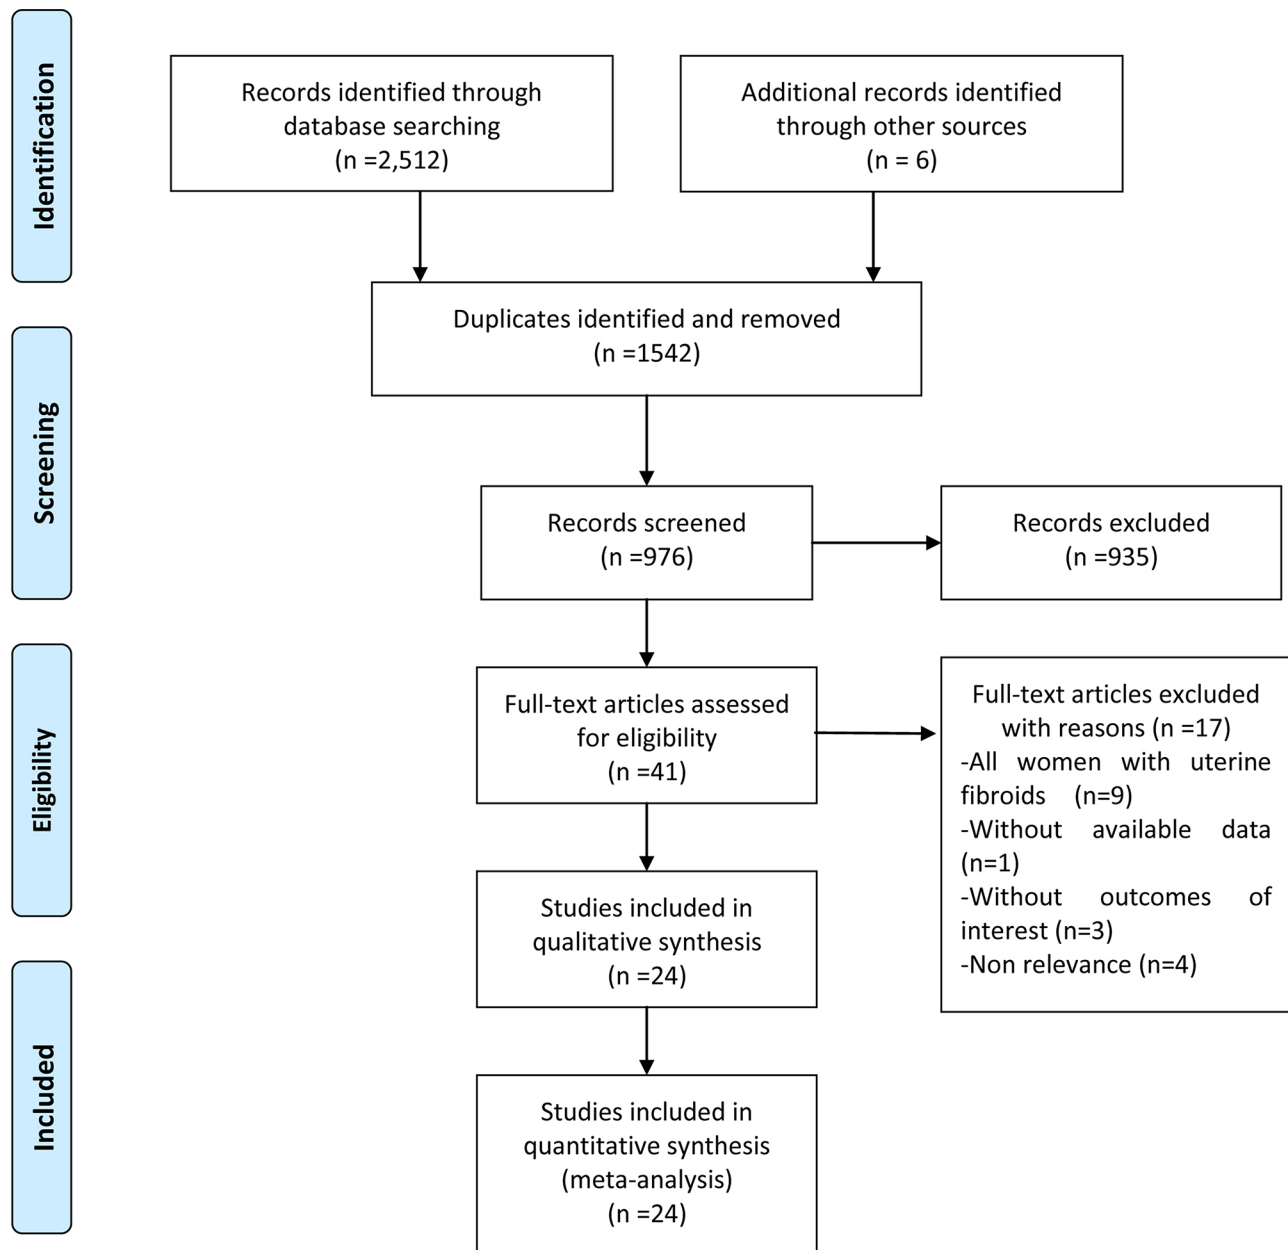 Identification
Records identified through
database searching
(n =2,512)
Additional records identified
through other sources
(n = 6)
Duplicates identified and removed
(n =1542)
Screening
Records screened
(n =976)
Records excluded
(n =935)
Eligibility
Full-text articles assessed
for eligibility
(n =41)
Full-text articles excluded
with reasons (n =17)
-All women with uterine
fibroids (n=9)
-Without available data
(n=1)
-Without outcomes of
interest (n=3)
-Non relevance (n=4)
Studies included in
qualitative synthesis
(n =24)
Included
Studies included in
quantitative synthesis
(meta-analysis)
(n =24)